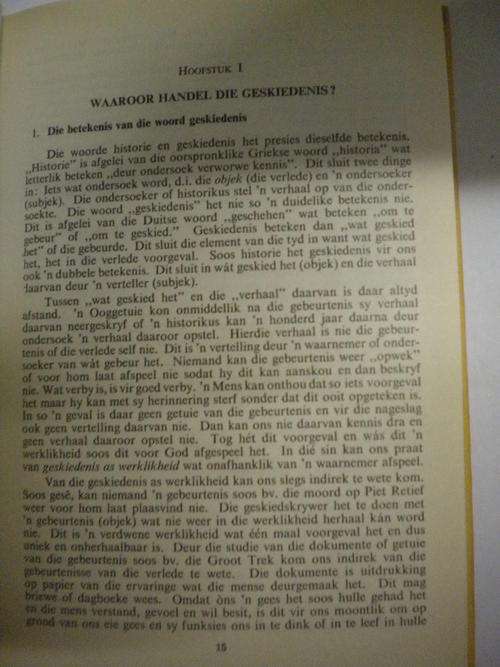 HOOFSTUK I
WAAROOR HANDEL DIE GESKIEDENIS?
1. Die betekenis van die woord geskiedenis
Die woorde historie en geskiedenis het presies dieselfde betekenis.
„Historie” is afgelei van die oorspronklike Griekse woord „historia” wat
letterlik beteken „deur ondersoek verworwe kennis”. Dit sluit twee dinge
in: Iets wat ondersoek word, d.i. die objek (die verlede) en 'n ondersoeker
(subjek). Die ondersoeker of historikus stel 'n verhaal op van die onder-
soekte. Die woord „geskiedenis” het nie so 'n duidelike betekenis nie.
Dit is afgelei van die Duitse woord „geschehen” wat beteken „om te
gebeur” of „om te geskied.” Geskiedenis beteken dan „wat geskied
het” of die gebeurde. Dit sluit die element van die tyd in want wat geskied
het, het in die verlede voorgeval. Soos historie het geskiedenis vir ons
ook 'n dubbele betekenis. Dit sluit in wát geskied het (objek) en die verhaal
daarvan deur 'n verteller (subjek).
Tussen „wat geskied het” en die „verhaal” daarvan is daar altyd
afstand. 'n Ooggetuie kon onmiddellik na die gebeurtenis sy verhaal
daarvan neergeskryf of 'n historikus kan 'n honderd jaar daarna deur
ondersoek 'n verhaal daaroor opstel. Hierdie verhaal is nie die gebeur-
tenis of die verlede self nie. Dit is 'n vertelling deur 'n waarnemer of onder-
soeker van wát gebeur het. Niemand kan die gebeurtenis weer „opwek”
of voor hom laat afspeel nie sodat hy dit kan aanskou en dan beskryf
nie. Wat verby is, is vir goed verby. 'n Mens kan onthou dat so iets voorgeval
het maar hy kan met sy herinnering sterf sonder dat dit ooit opgeteken is.
In so 'n geval is daar geen getuie van die gebeurtenis en vir die nageslag
ook geen vertelling daarvan nie. Dan kan ons nie daarvan kennis dra en
geen verhaal daaroor opstel nie. Tog hét dit voorgeval en wás dit 'n
werklikheid soos dit voor God afgespeel het. In dié sin kan ons praat
van geskiedenis as werklikheid wat onafhanklik van 'n waarnemer afspeel.
Van die geskiedenis as werklikheid kan ons slegs indirek te wete kom.
Soos gesê, kan niemand 'n gebeurtenis soos bv. die moord op Piet Retief
weer voor hom laat plaasvind nie. Die geskiedskrywer het te doen met
'n gebeurtenis (objek) wat nie weer in die werklikheid herhaal kán word
nie. Dit is 'n verdwene werklikheid wat één maal voorgeval het en dus
uniek en onherhaalbaar is. Deur die studie van die dokumente of getuie
van die gebeurtenis soos bv. die Groot Trek kom ons indirek van die
gebeurtenisse van die verlede te wete. Die dokumente is uitdrukking
op papier van die ervaringe wat die mense deurgemaak het. Dit mag
briewe of dagboeke wees. Omdat óns 'n gees het soos hulle gehad het
en die mens verstand, gevoel en wil besit, is dit vir ons moontlik om op
grond van ons eie gees en sy funksies ons in te dink of in te leef in hulle
15